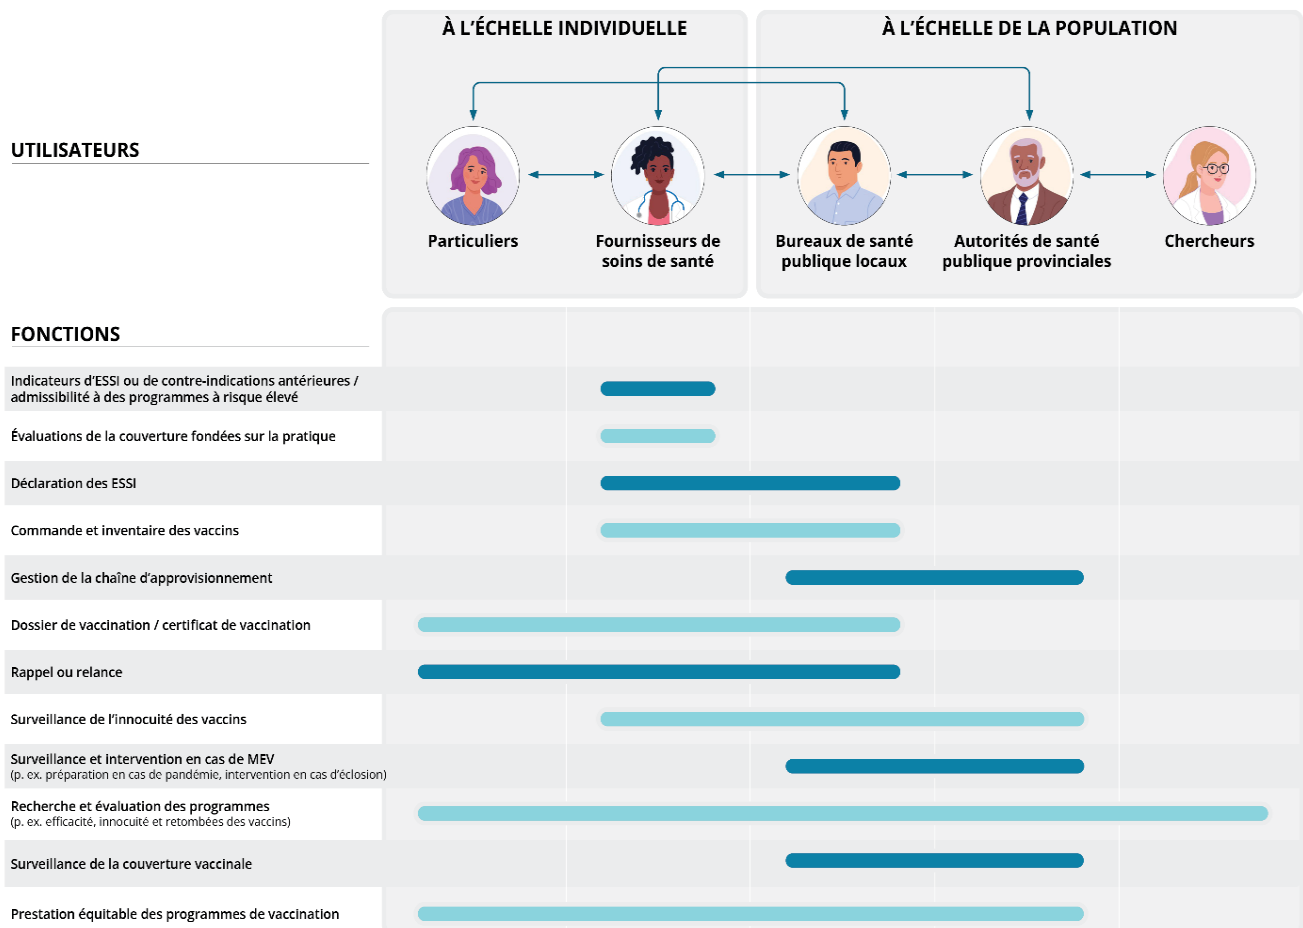 À L’ÉCHELLE INDIVIDUELLE
À L’ÉCHELLE DE LA POPULATION
UTILISATEURS
Particuliers
Fournisseurs de
soins de santé
Bureaux de santé
publique locaux
Autorités de santé
publique provinciales
Chercheurs
FONCTIONS
Indicateurs d’ESSI ou de contre-indications antérieures /
admissibilité à des programmes à risque élevé
Évaluations de la couverture fondées sur la pratique
Déclaration des ESSI
Commande et inventaire des vaccins
Gestion de la chaîne d’approvisionnement
Dossier de vaccination / certificat de vaccination
Rappel ou relance
Surveillance de l’innocuité des vaccins
Surveillance et intervention en cas de MEV
(p. ex. préparation en cas de pandémie, intervention en cas d’éclosion)
Recherche et évaluation des programmes
(p. ex. efficacité, innocuité et retombées des vaccins)
Surveillance de la couverture vaccinale
Prestation équitable des programmes de vaccination